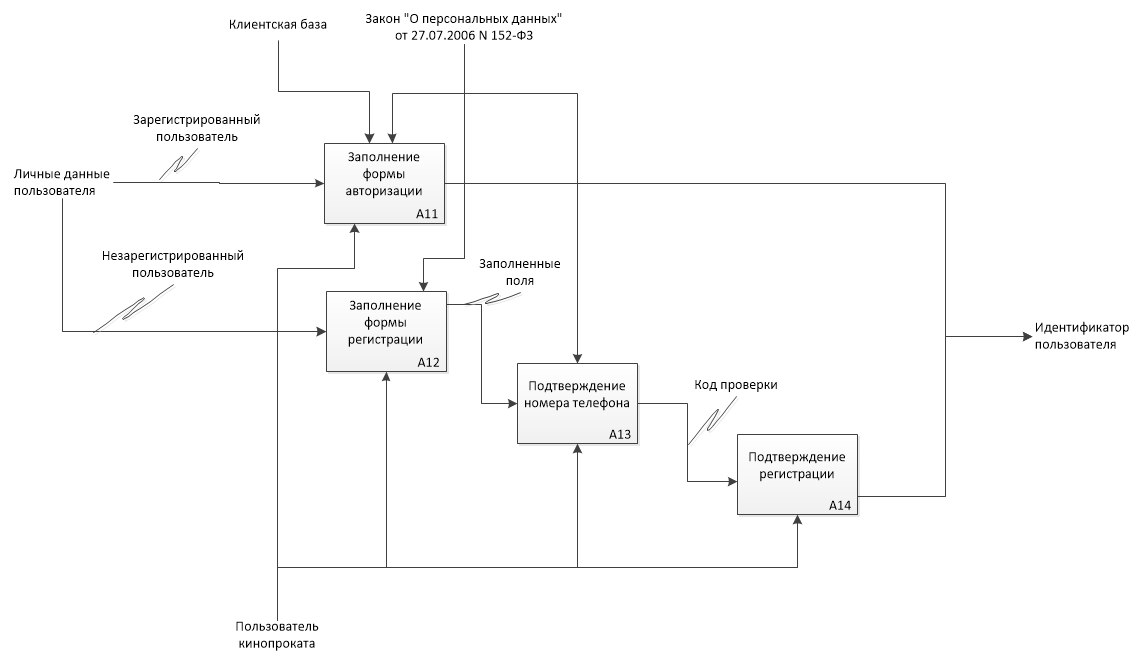 Клиентская база
Закон "О персональных данных"
от 27.07.2006 N 152-ФЗ
Зарегистрированный
пользователь
Личные данные
пользователя
Заполнение
формы
авторизации
A11
Незарегистрированный
пользователь
Заполненные
поля
Заполнение
формы
регистрации
A12
Идентификатор
пользователя
Подтверждение
номера телефона
A13
Код проверки
Подтверждение
регистрации
A14
Пользователь
кинопроката